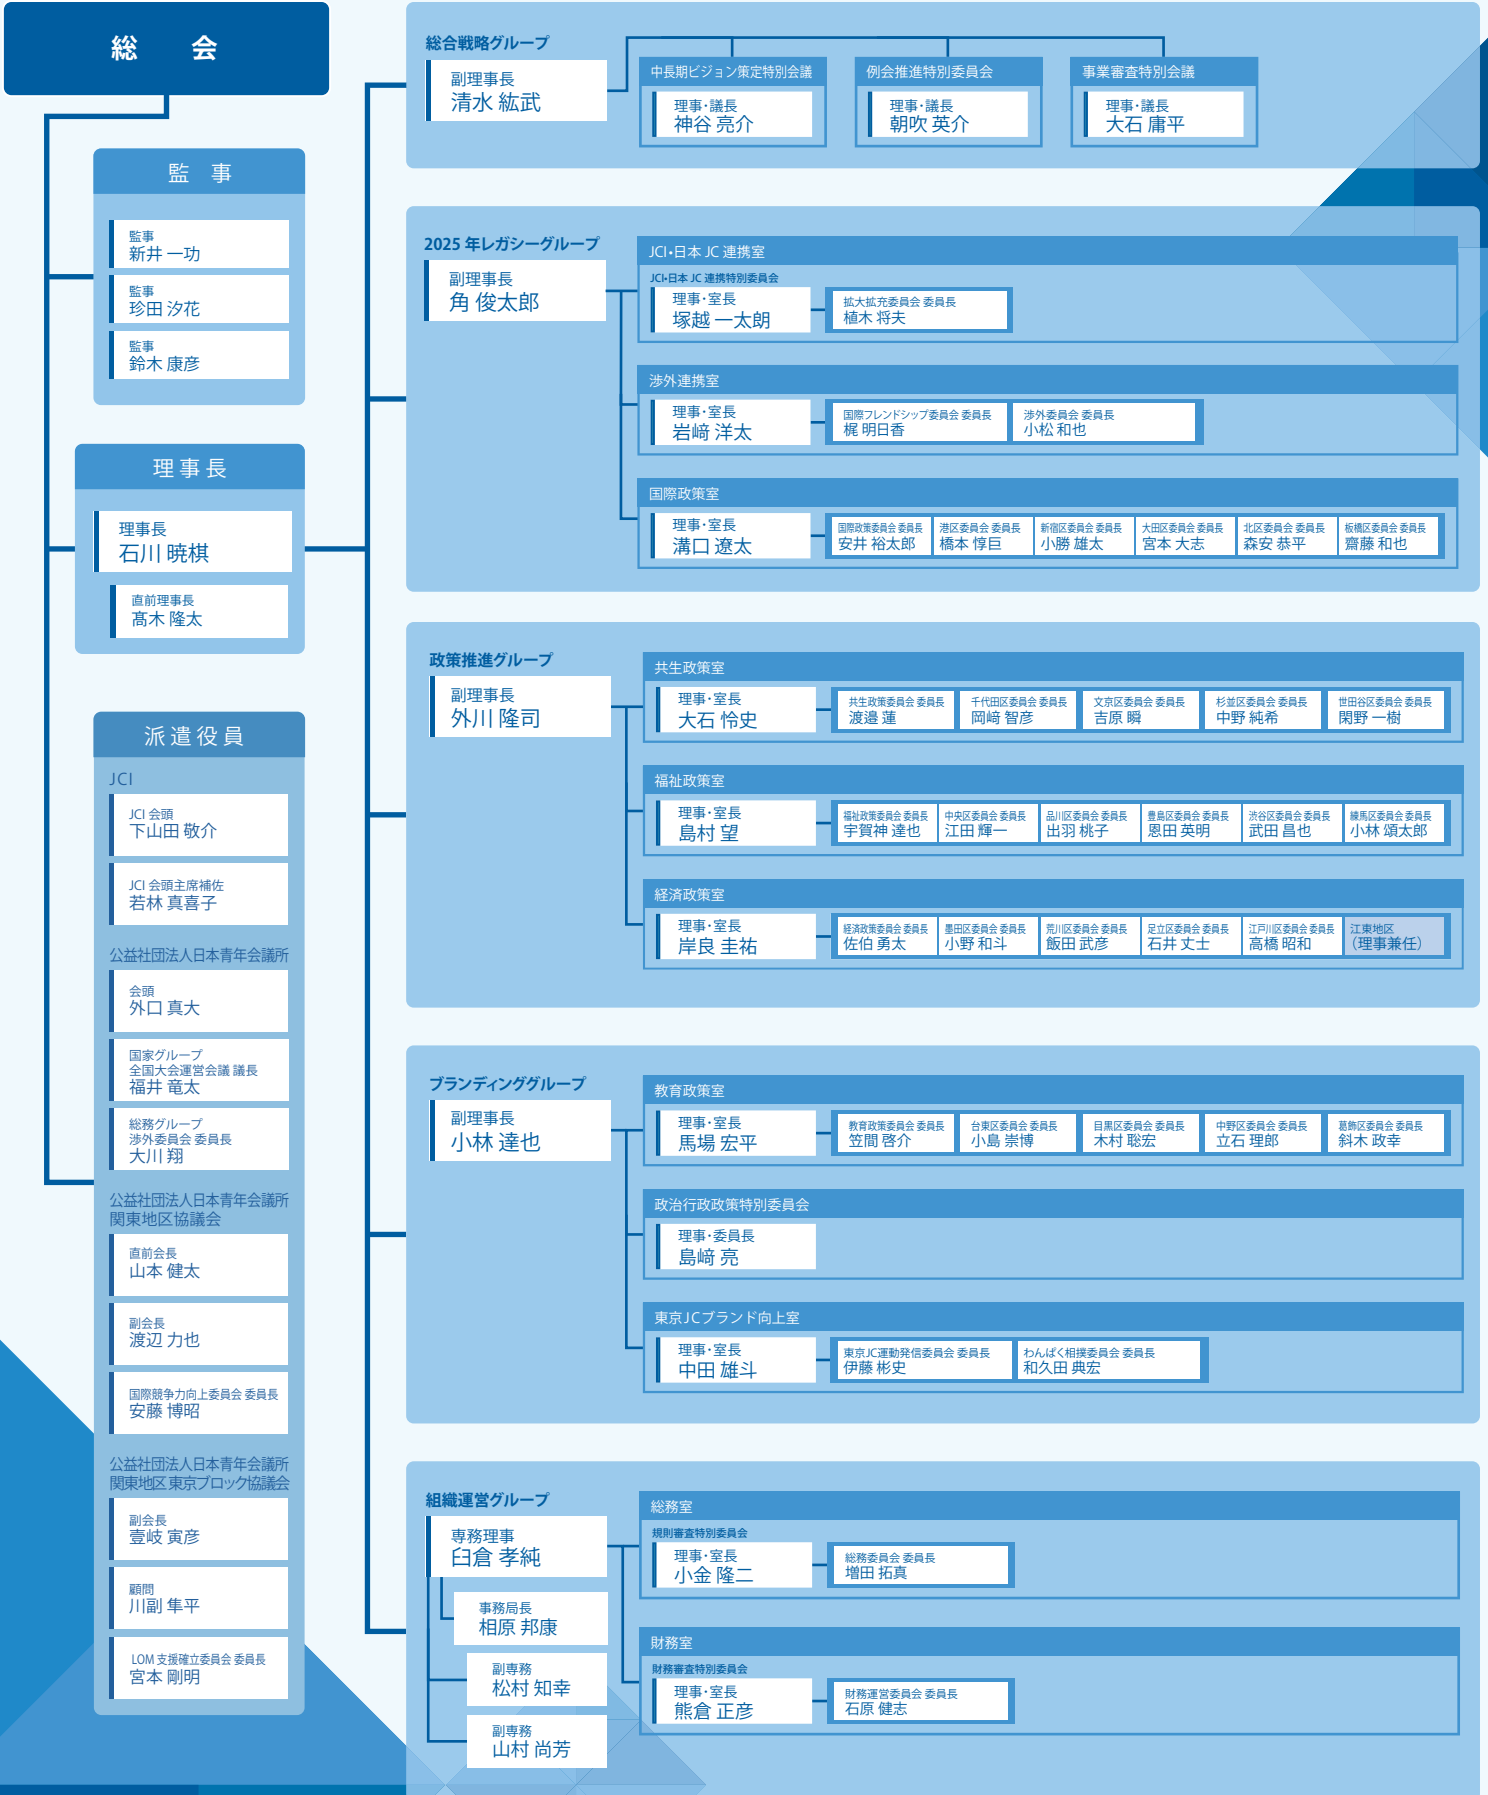 総　会
監　事
監事
新井 一功
監事
珍田 汐花
監事
鈴木 康彦
理事長
理事長
石川 暁棋
直前理事長
髙木 隆太
派遣役員
JCI
JCI 会頭
下山田 敬介
JCI 会頭主席補佐
若林 真喜子
公益社団法人日本青年会議所
会頭
外口 真大
国家グループ
全国大会運営会議 議長
福井 竜太
総務グループ
渉外委員会 委員長
大川 翔
公益社団法人日本青年会議所
関東地区協議会
直前会長
山本 健太
副会長
渡辺 力也
国際競争力向上委員会 委員長
安藤 博昭
公益社団法人日本青年会議所
関東地区 東京ブロック協議会
副会長
壹岐 寅彦
顧問
川副 隼平
LOM 支援確立委員会 委員長
宮本 剛明
総合戦略グループ
副理事長
清水 紘武
中長期ビジョン策定特別会議
理事・議長
神谷 亮介
例会推進特別委員会
理事・議長
朝吹 英介
事業審査特別会議
理事・議長
大石 庸平
2025 年レガシーグループ
副理事長
角 俊太郎
JCI・日本 JC 連携室
JCI・日本 JC 連携特別委員会
理事・室長
塚越 一太朗
拡大拡充委員会 委員長
植木 将夫
渉外連携室
理事・室長
岩﨑 洋太
国際フレンドシップ委員会 委員長
梶 明日香
渉外委員会 委員長
小松 和也
国際政策室
理事・室長
溝口 遼太
国際政策委員会 委員長
安井 裕太郎
港区委員会 委員長
橋本 惇巨
新宿区委員会 委員長
小勝 雄太
大田区委員会 委員長
宮本 大志
北区委員会 委員長
森安 恭平
板橋区委員会 委員長
齋藤 和也
政策推進グループ
副理事長
外川 隆司
共生政策室
理事・室長
大石 怜史
共生政策委員会 委員長
渡邉 蓮
千代田区委員会 委員長
岡﨑 智彦
文京区委員会 委員長
吉原 瞬
杉並区委員会 委員長
中野 純希
世田谷区委員会 委員長
関野 一樹
福祉政策室
理事・室長
島村 望
福祉政策委員会 委員長
宇賀神 達也
中央区委員会 委員長
江田 輝一
品川区委員会 委員長
出羽 桃子
豊島区委員会 委員長
恩田 英明
渋谷区委員会 委員長
武田 昌也
練馬区委員会 委員長
小林 頌太郎
経済政策室
理事・室長
岸良 圭祐
経済政策委員会 委員長
佐伯 勇太
墨田区委員会 委員長
小野 和斗
荒川区委員会 委員長
飯田 武彦
足立区委員会 委員長
石井 丈士
江戸川区委員会 委員長
高橋 昭和
江東地区
（理事兼任）
ブランディンググループ
副理事長
小林 達也
教育政策室
理事・室長
馬場 宏平
教育政策委員会 委員長
笠間 啓介
台東区委員会 委員長
小島 崇博
目黒区委員会 委員長
木村 聡宏
中野区委員会 委員長
立石 理郎
葛飾区委員会 委員長
斜木 政幸
政治行政政策特別委員会
理事・委員長
島﨑 亮
東京JCブランド向上室
理事・室長
中田 雄斗
東京JC運動発信委員会 委員長
伊藤 彬史
わんぱく相撲委員会 委員長
和久田 典宏
組織運営グループ
専務理事
臼倉 孝純
事務局長
相原 邦康
副専務
松村 知幸
副専務
山村 尚芳
総務室
規則審査特別委員会
理事・室長
小金 隆二
総務委員会 委員長
増田 拓真
財務室
財務審査特別委員会
理事・室長
熊倉 正彦
財務運営委員会 委員長
石原 健志